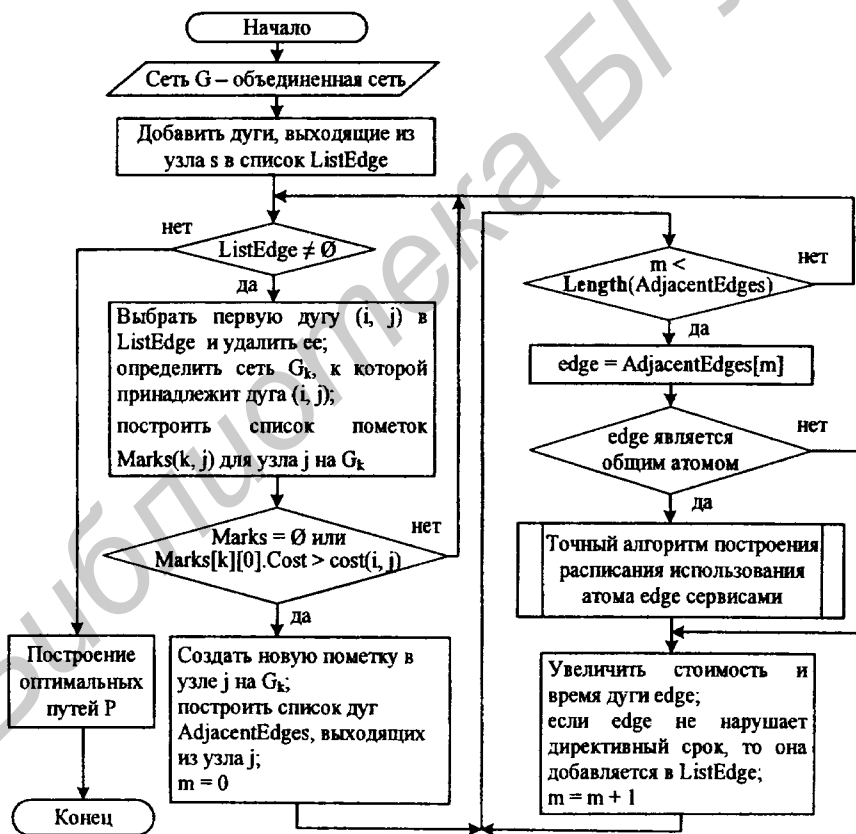 Начало
Сеть G – объединенная сеть
Добавить дуги, выходящие из
узла s в список ListEdge
нет
ListEdge ≠ Ø
да
Выбрать первую дугу (i, j) в
ListEdge и удалить ее;
определить сеть Gk, к которой
принадлежит дуга (i, j);
построить список пометок
Marks(k, j) для узла j на Gk
Marks = Ø или
Marks[k][0].Cost > cost(i, j)
нет
да
Создать новую пометку в
узле j на Gk;
построить список дуг
AdjacentEdges, выходящих
из узла j;
m = 0
Построение
оптимальных
путей P
Конец
m <
Length(AdjacentEdges)
нет
да
edge = AdjacentEdges[m]
edge является
общим атомом
нет
да
Точный алгоритм построения
расписания использования
атома edge сервисами
Увеличить стоимость и
время дуги edge;
если edge не нарушает
директивный срок, то она
добавляется в ListEdge;
m = m + 1
Библиотека БГУ